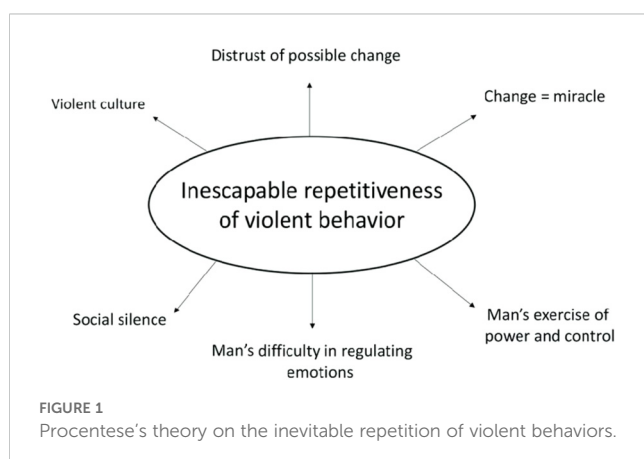 Distrust of possible change
Violent culture
Change = miracle
Inescapable repetitiveness
of violent behavior
Social silence
Man's difficulty in regulating
emotions
Man's exercise of
power and control
FIGURE 1
Procentese's theory on the inevitable repetition of violent behaviors.